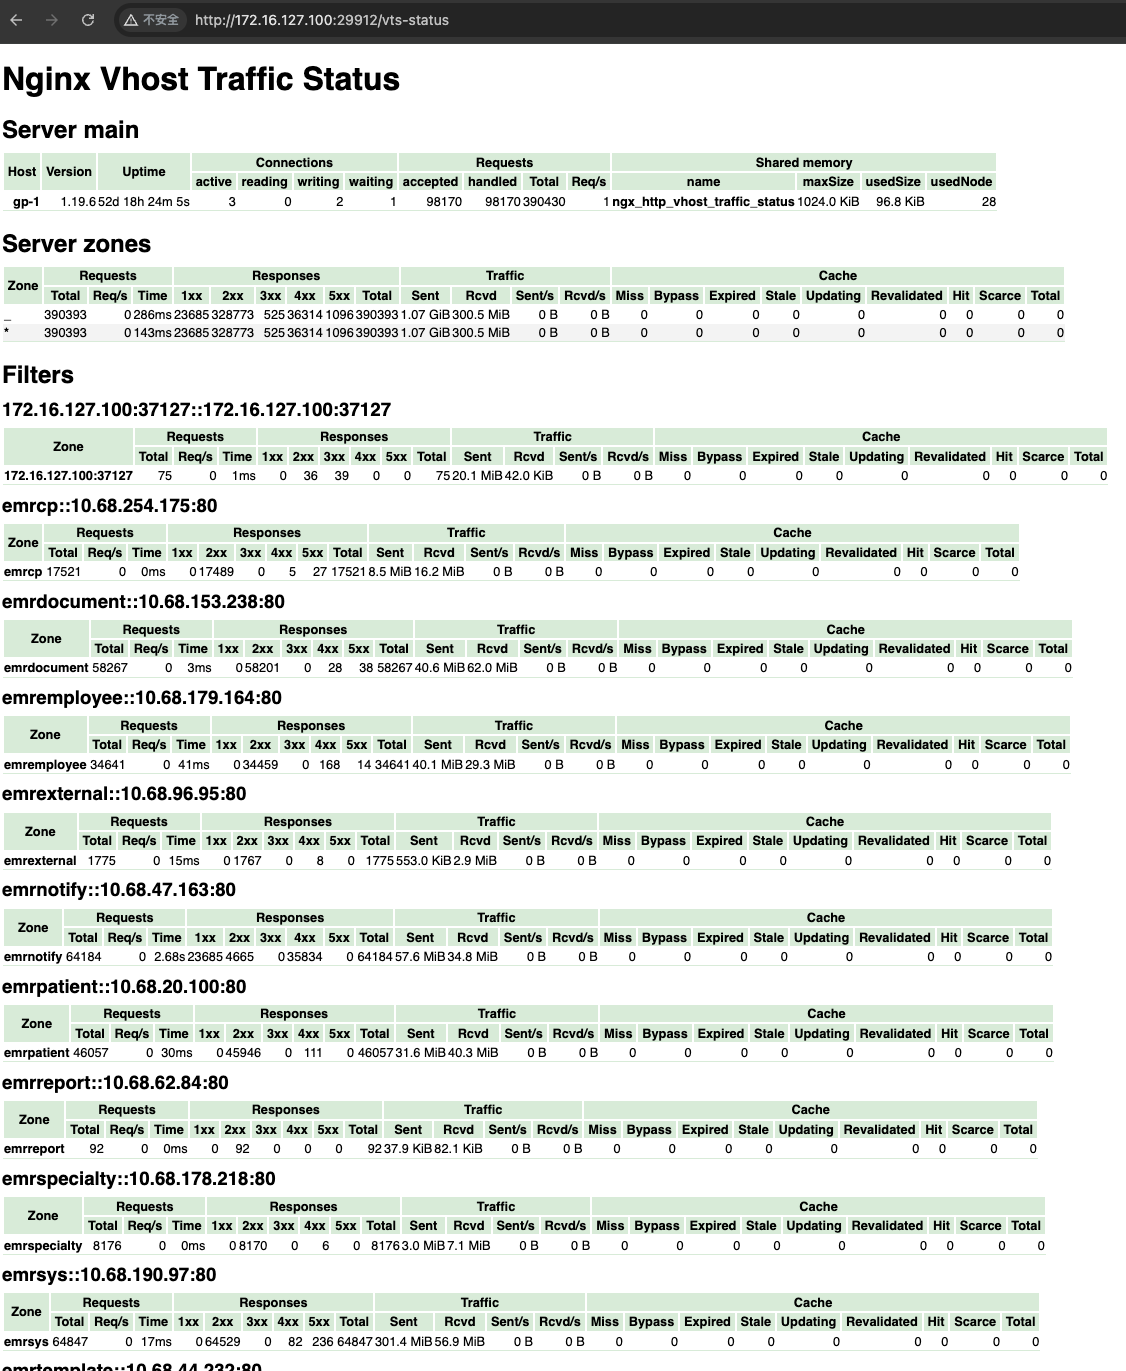 不安全 http://172.16.127.100:29912/vts-status
Nginx Vhost Traffic Status
Server main
Host Version Uptime Connections Requests Shared memory
active reading writing waiting accepted handled Total Req/s name maxSize usedSize usedNode
gp-1 1.19.6 52d 18h 24m 5s 3 0 2 1 98170 98170 390430 1 ngx_http_vhost_traffic_status 1024.0 KiB 96.8 KiB 28
Server zones
Zone Requests Responses Traffic Cache
Total Req/s Time 1xx 2xx 3xx 4xx 5xx Total Sent Rcvd Sent/s Rcvd/s Miss Bypass Expired Stale Updating Revalidated Hit Scarce Total
_ 390393 0 286ms 23685 328773 525 36314 1096 390393 1.07 GiB 300.5 MiB 0 B 0 B 0 0 0 0 0 0 0 0 0
* 390393 0 143ms 23685 328773 525 36314 1096 390393 1.07 GiB 300.5 MiB 0 B 0 B 0 0 0 0 0 0 0 0 0
Filters
172.16.127.100:37127::172.16.127.100:37127
Zone Requests Responses Traffic Cache
Total Req/s Time 1xx 2xx 3xx 4xx 5xx Total Sent Rcvd Sent/s Rcvd/s Miss Bypass Expired Stale Updating Revalidated Hit Scarce Total
172.16.127.100:37127 75 0 1ms 0 36 39 0 0 75 20.1 MiB 42.0 KiB 0 B 0 B 0 0 0 0 0 0 0 0 0
emrcp::10.68.254.175:80
Zone Requests Responses Traffic Cache
Total Req/s Time 1xx 2xx 3xx 4xx 5xx Total Sent Rcvd Sent/s Rcvd/s Miss Bypass Expired Stale Updating Revalidated Hit Scarce Total
emrcp 17521 0 0ms 0 17489 0 5 27 17521 8.5 MiB 16.2 MiB 0 B 0 B 0 0 0 0 0 0 0 0 0
emrdocument::10.68.153.238:80
Zone Requests Responses Traffic Cache
Total Req/s Time 1xx 2xx 3xx 4xx 5xx Total Sent Rcvd Sent/s Rcvd/s Miss Bypass Expired Stale Updating Revalidated Hit Scarce Total
emrdocument 58267 0 3ms 0 58201 0 28 38 58267 40.6 MiB 62.0 MiB 0 B 0 B 0 0 0 0 0 0 0 0 0
emremployee::10.68.179.164:80
Zone Requests Responses Traffic Cache
Total Req/s Time 1xx 2xx 3xx 4xx 5xx Total Sent Rcvd Sent/s Rcvd/s Miss Bypass Expired Stale Updating Revalidated Hit Scarce Total
emremployee 34641 0 41ms 0 34459 0 168 14 34641 40.1 MiB 29.3 MiB 0 B 0 B 0 0 0 0 0 0 0 0 0
emrexternal::10.68.96.95:80
Zone Requests Responses Traffic Cache
Total Req/s Time 1xx 2xx 3xx 4xx 5xx Total Sent Rcvd Sent/s Rcvd/s Miss Bypass Expired Stale Updating Revalidated Hit Scarce Total
emrexternal 1775 0 15ms 0 1767 0 8 0 1775 553.0 KiB 2.9 MiB 0 B 0 B 0 0 0 0 0 0 0 0 0
emrnotify::10.68.47.163:80
Zone Requests Responses Traffic Cache
Total Req/s Time 1xx 2xx 3xx 4xx 5xx Total Sent Rcvd Sent/s Rcvd/s Miss Bypass Expired Stale Updating Revalidated Hit Scarce Total
emrnotify 64184 0 2.68s 23685 4665 0 35834 0 64184 57.6 MiB 34.8 MiB 0 B 0 B 0 0 0 0 0 0 0 0 0
emrpatient::10.68.20.100:80
Zone Requests Responses Traffic Cache
Total Req/s Time 1xx 2xx 3xx 4xx 5xx Total Sent Rcvd Sent/s Rcvd/s Miss Bypass Expired Stale Updating Revalidated Hit Scarce Total
emrpatient 46057 0 30ms 0 45946 0 111 0 46057 31.6 MiB 40.3 MiB 0 B 0 B 0 0 0 0 0 0 0 0 0
emrreport::10.68.62.84:80
Zone Requests Responses Traffic Cache
Total Req/s Time 1xx 2xx 3xx 4xx 5xx Total Sent Rcvd Sent/s Rcvd/s Miss Bypass Expired Stale Updating Revalidated Hit Scarce Total
emrreport 92 0 0ms 0 92 0 0 0 92 37.9 KiB 82.1 KiB 0 B 0 B 0 0 0 0 0 0 0 0 0
emrspecialty::10.68.178.218:80
Zone Requests Responses Traffic Cache
Total Req/s Time 1xx 2xx 3xx 4xx 5xx Total Sent Rcvd Sent/s Rcvd/s Miss Bypass Expired Stale Updating Revalidated Hit Scarce Total
emrspecialty 8176 0 0ms 0 8170 0 6 0 8176 3.0 MiB 7.1 MiB 0 B 0 B 0 0 0 0 0 0 0 0 0
emrsys::10.68.190.97:80
Zone Requests Responses Traffic Cache
Total Req/s Time 1xx 2xx 3xx 4xx 5xx Total Sent Rcvd Sent/s Rcvd/s Miss Bypass Expired Stale Updating Revalidated Hit Scarce Total
emrsys 64847 0 17ms 0 64529 0 82 236 64847 301.4 MiB 56.9 MiB 0 B 0 B 0 0 0 0 0 0 0 0 0
emrtemplate::10.68.44.232:80